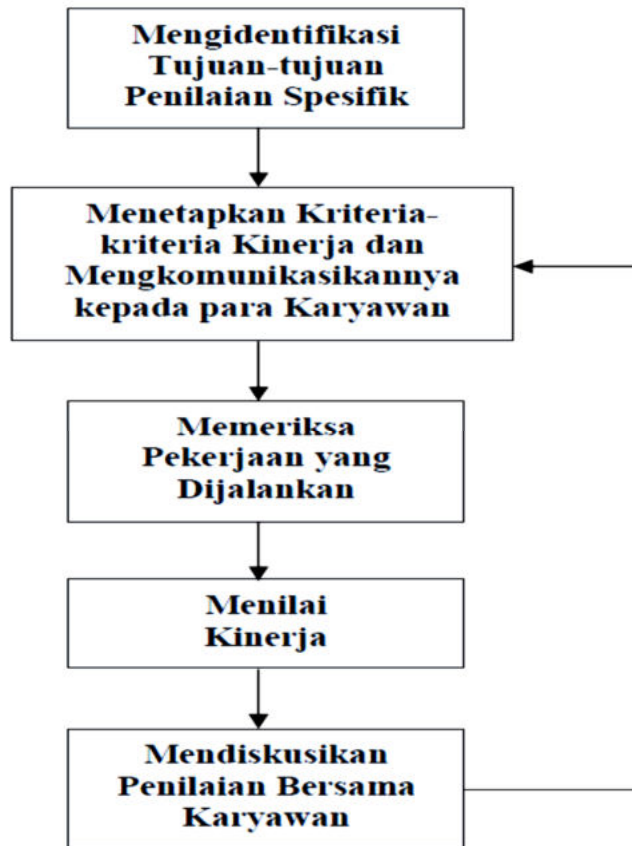 Mengidentifikasi
Tujuan-tujuan
Penilaian Spesifik
Menetapkan Kriteria-
kriteria Kinerja dan
Mengkomunikasikannya
kepada para Karyawan
Memeriksa
Pekerjaan yang
Dijalankan
Menilai
Kinerja
Mendiskusikan
Penilaian Bersama
Karyawan